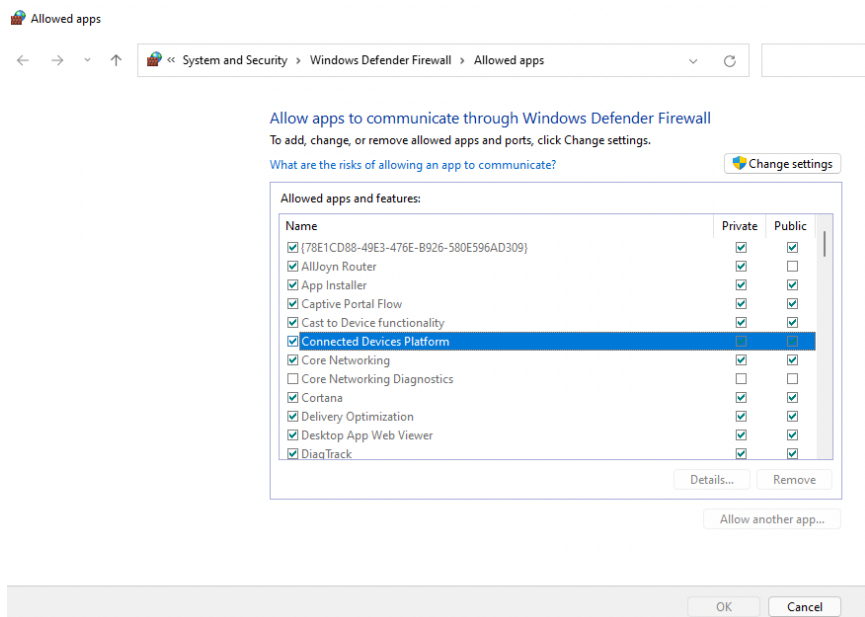 Allowed apps
« System and Security › Windows Defender Firewall › Allowed apps
Allow apps to communicate through Windows Defender Firewall
To add, change, or remove allowed apps and ports, click Change settings.
What are the risks of allowing an app to communicate?
Change settings
Allowed apps and features:
Name Private Public
{78E1CD88-49E3-476E-B926-580E596AD309}
AllJoyn Router
App Installer
Captive Portal Flow
Cast to Device functionality
Connected Devices Platform
Core Networking
Core Networking Diagnostics
Cortana
Delivery Optimization
Desktop App Web Viewer
DiagTrack
Details... Remove
Allow another app...
OK Cancel